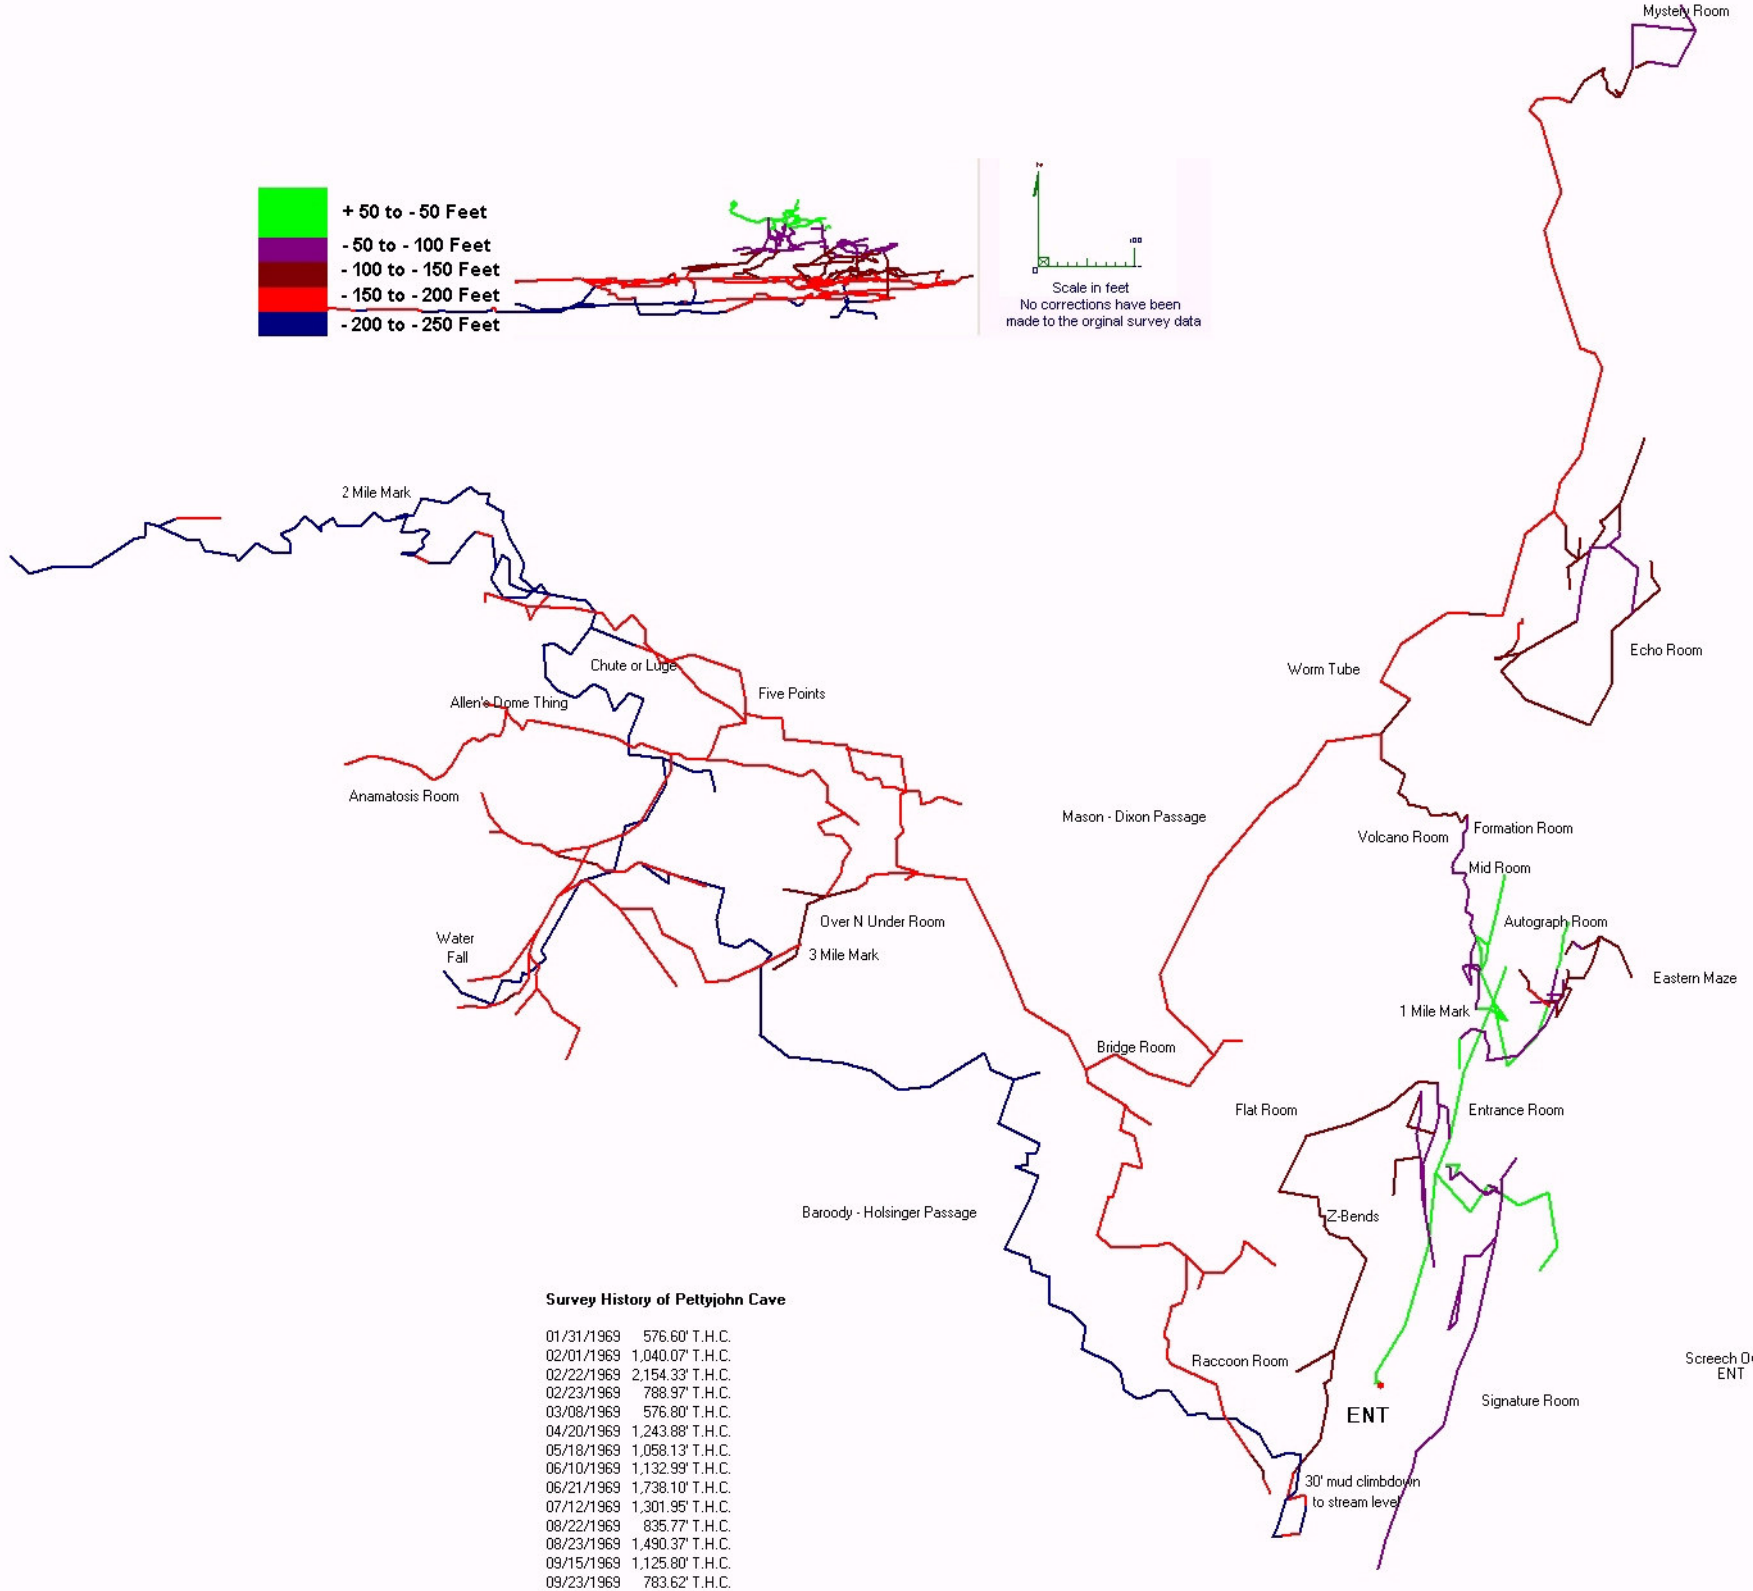 Mystery Room
+ 50 to - 50 Feet
- 50 to - 100 Feet
- 100 to - 150 Feet
- 150 to - 200 Feet
- 200 to - 250 Feet
100
0
Scale in feet
No corrections have been
made to the orginal survey data
2 Mile Mark
Echo Room
Chute or Luge
Worm Tube
Five Points
Allen's Dome Thing
Anamatosis Room
Mason - Dixon Passage
Formation Room
Volcano Room
Mid Room
Over N Under Room
Autograph Room
Water
Fall
3 Mile Mark
Eastern Maze
1 Mile Mark
Bridge Room
Flat Room
Entrance Room
Baroody - Holsinger Passage
Z-Bends
Raccoon Room
Screech
ENT
Signature Room
ENT
30' mud climbdown
to stream level
Survey History of Pettyjohn Cave
01/31/1969 576.60' T.H.C.
02/01/1969 1,040.07' T.H.C.
02/22/1969 2,154.33' T.H.C.
02/23/1969 788.97' T.H.C.
03/08/1969 576.80' T.H.C.
04/20/1969 1,243.88' T.H.C.
05/18/1969 1,058.13' T.H.C.
06/10/1969 1,132.99' T.H.C.
06/21/1969 1,738.10' T.H.C.
07/12/1969 1,301.95' T.H.C.
08/22/1969 835.77' T.H.C.
08/23/1969 1,490.37' T.H.C.
09/15/1969 1,125.80' T.H.C.
09/23/1969 783.62' T.H.C.